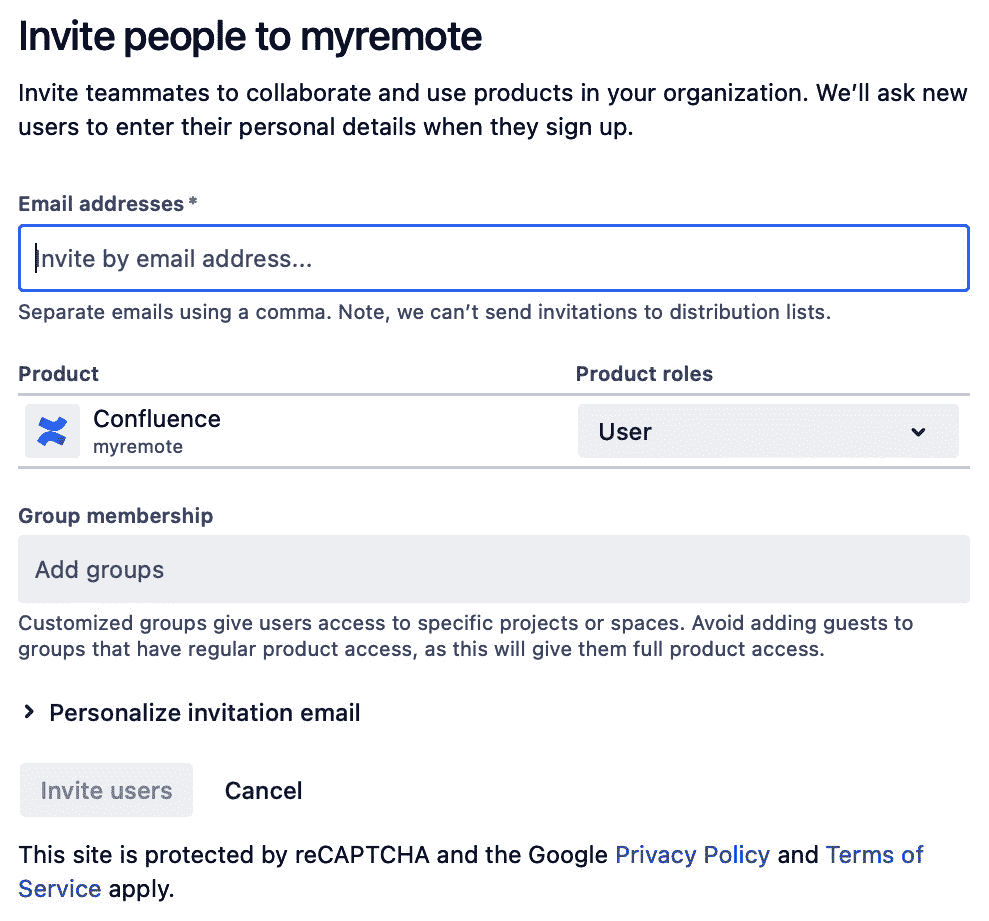 Invite people to myremote
Invite teammates to collaborate and use products in your organization. We’ll ask new
users to enter their personal details when they sign up.
Email addresses *
Invite by email address...
Separate emails using a comma. Note, we can’t send invitations to distribution lists.
Product
Product roles
Confluence
myremote
User
Group membership
Add groups
Customized groups give users access to specific projects or spaces. Avoid adding guests to
groups that have regular product access, as this will give them full product access.
Personalize invitation email
Invite users
Cancel
This site is protected by reCAPTCHA and the Google Privacy Policy and Terms of
Service apply.